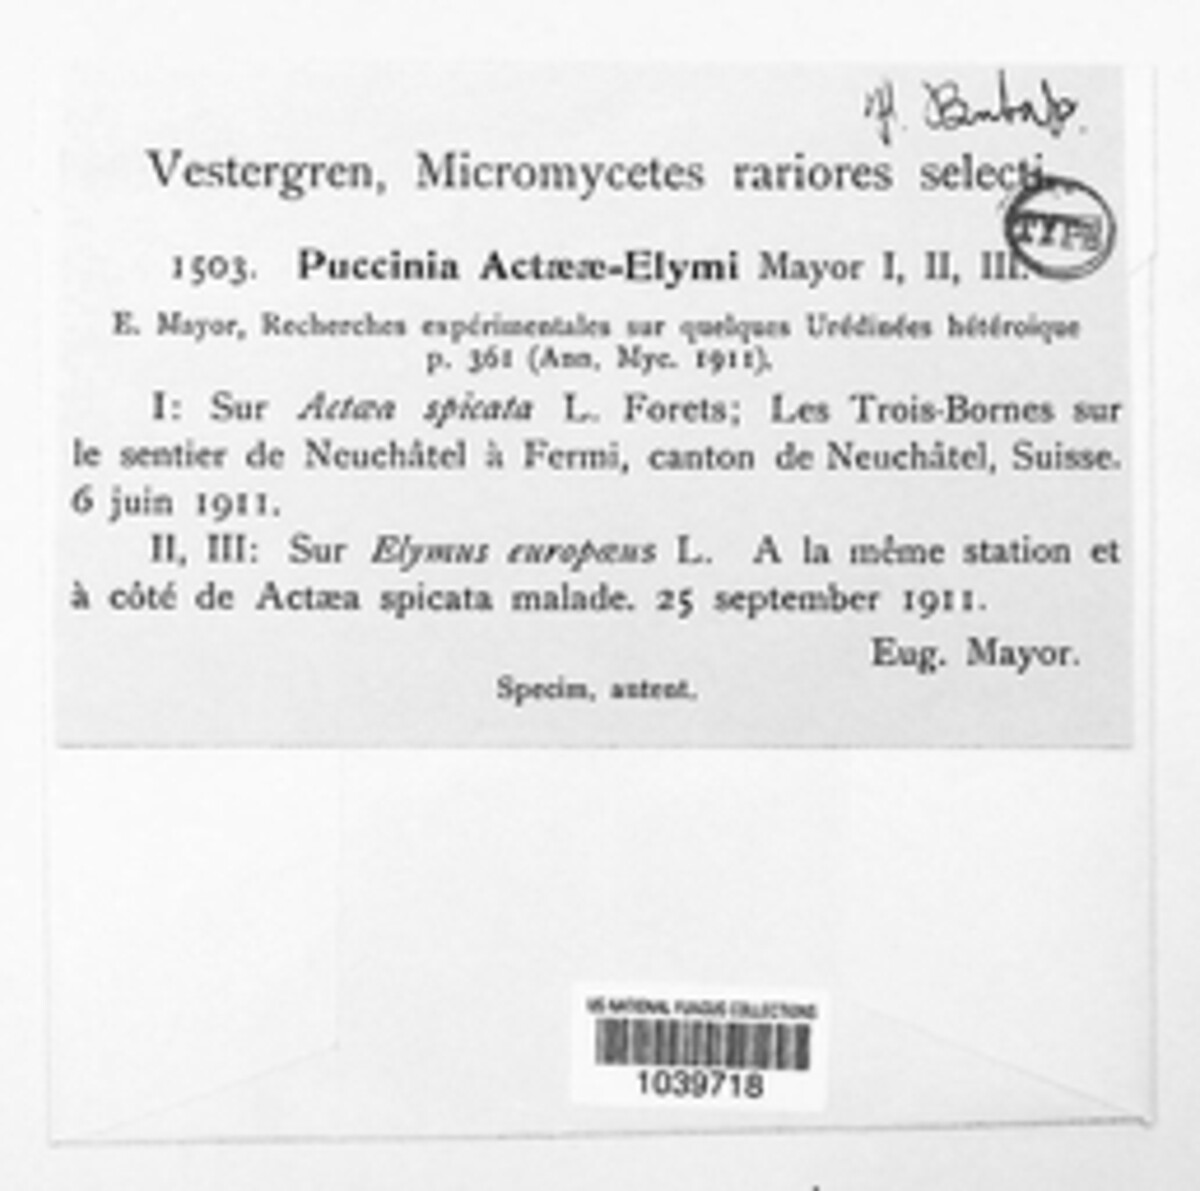 Vestergren, Micromycetes rariores selecti.
TYPE
1503. Puccinia Actææ-Elymi Mayor I, II, III.
E. Mayor, Recherches expérimentales sur quelques Urédinées hétéroique
p. 361 (Ann. Myc. 1911).
I: Sur Actæa spicata L. Forets; Les Trois-Bornes sur
le sentier de Neuchâtel à Fermi, canton de Neuchâtel, Suisse.
6 juin 1911.
II, III: Sur Elymus europæus L. A la même station et
à côté de Actæa spicata malade. 25 september 1911.
Eug. Mayor.
Specim. autent.
US NATIONAL FUNGUS COLLECTIONS
1039718